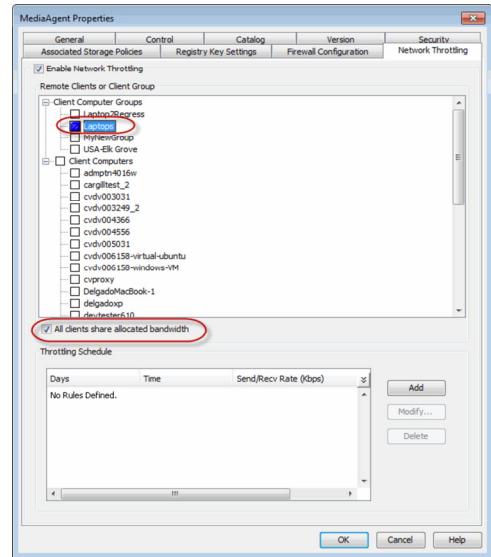 MediaAgent Properties
General Control Catalog Version Security
Associated Storage Policies Registry Key Settings Firewall Configuration Network Throttling
Enable Network Throttling
Remote Clients or Client Group
Client Computer Groups
Laptop2Regress
Laptops
MyNewGroup
USA-Elk Grove
Client Computers
admptn4016w
cargilltest_2
cvdv003031
cvdv003249_2
cvdv004366
cvdv004556
cvdv005031
cvdv006158-virtual-ubuntu
cvdv006158-windows-VM
cvproxy
DelgadoMacBook-1
delgadoxp
devtester610
All clients share allocated bandwidth
Throttling Schedule
Days Time Send/Recv Rate (Kbps)
No Rules Defined.
Add
Modify...
Delete
OK Cancel Help